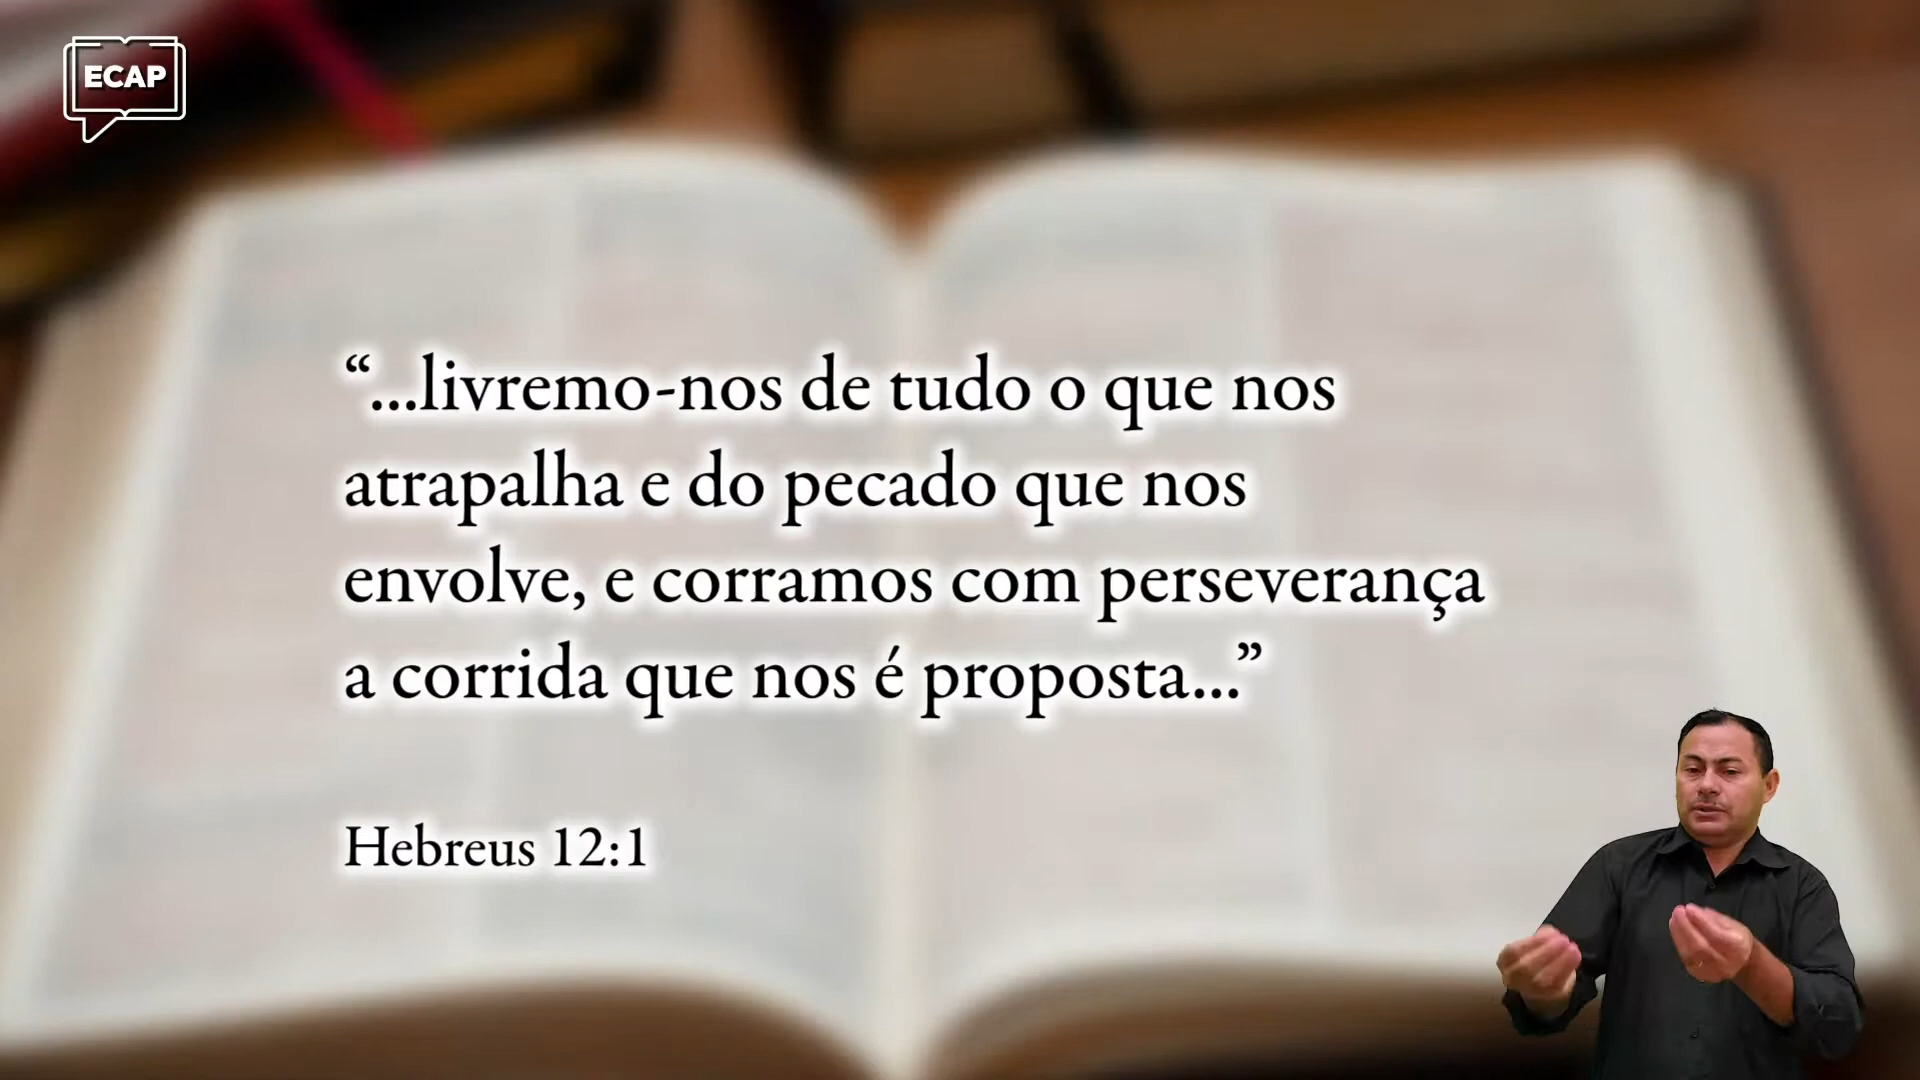 ECAP
“...livremo-nos de tudo o que nos
atrapalha e do pecado que nos
envolve, e corramos com perseverança
a corrida que nos é proposta...”
Hebreus 12:1